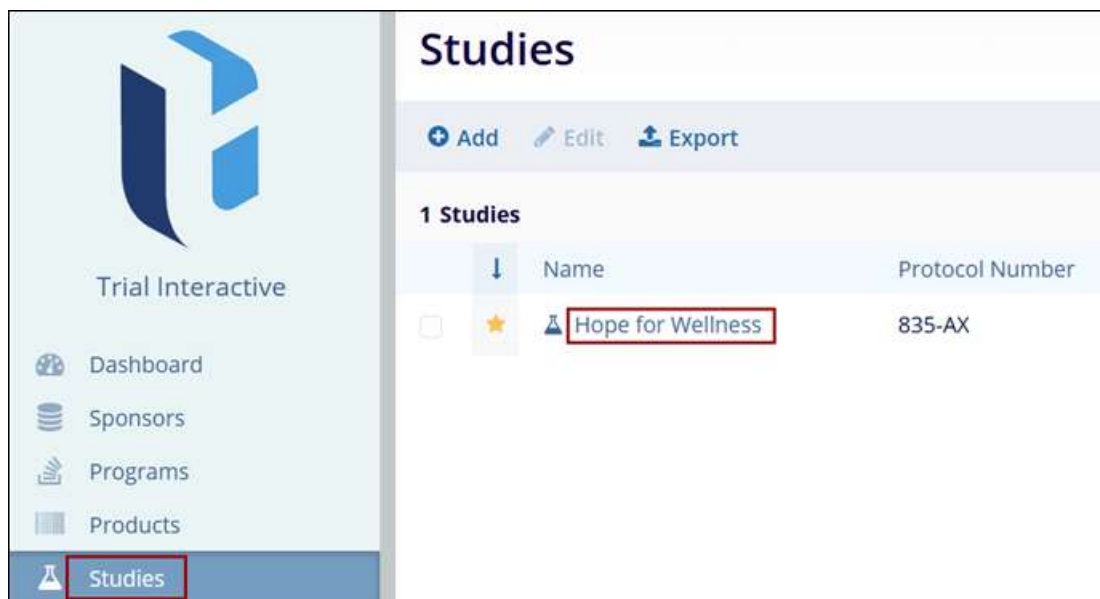 Trial Interactive
Dashboard
Sponsors
Programs
Products
Studies
Studies
Add Edit Export
1 Studies
Name Protocol Number
Hope for Wellness 835-AX